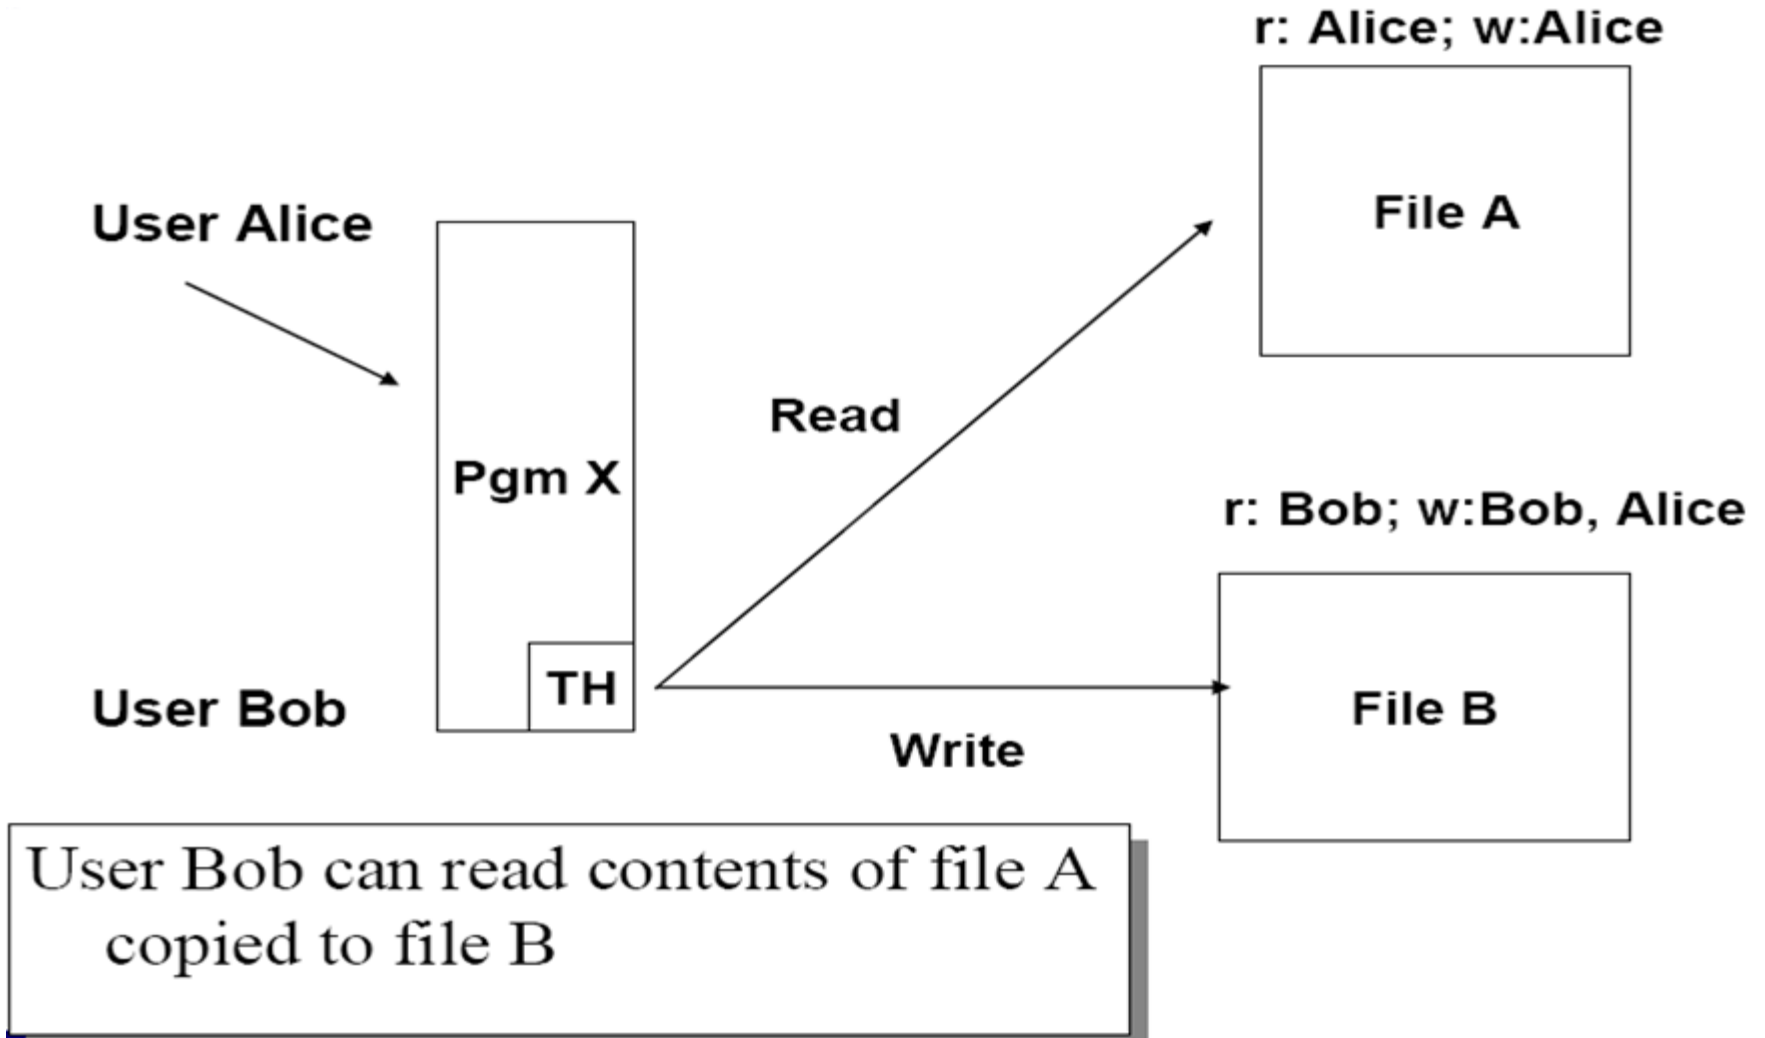 r: Alice; w:Alice
File A
User Alice
Read
Pgm X
r: Bob; w:Bob, Alice
TH
User Bob
File B
Write
User Bob can read contents of file A
copied to file B